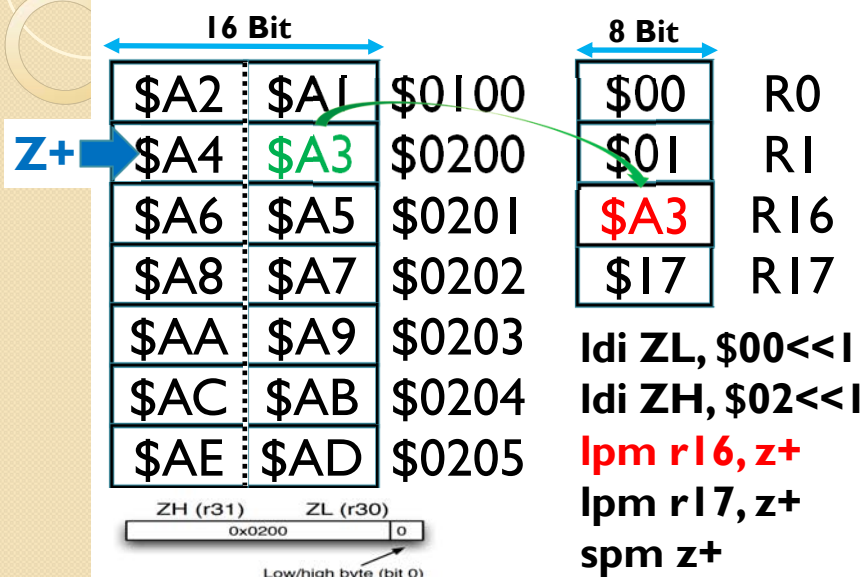 16 Bit
8 Bit
$A2 $A1 $0100 $00 R0
Z+ $A4 $A3 $0200 $01 R1
$A6 $A5 $0201 $A3 R16
$A8 $A7 $0202 $17 R17
$AA $A9 $0203
$AC $AB $0204
$AE $AD $0205
ldi ZL, $00<<1
ldi ZH, $02<<1
lpm r16, z+
lpm r17, z+
spm z+
ZH (r31) ZL (r30)
0x0200 0
Low/high byte (bit 0)